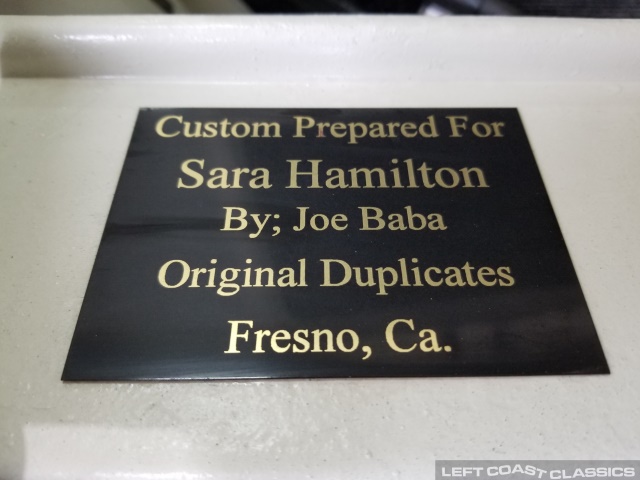 Custom Prepared For
Sara Hamilton
By; Joe Baba
Original Duplicates
Fresno, Ca.
LEFT COAST CLASSICS